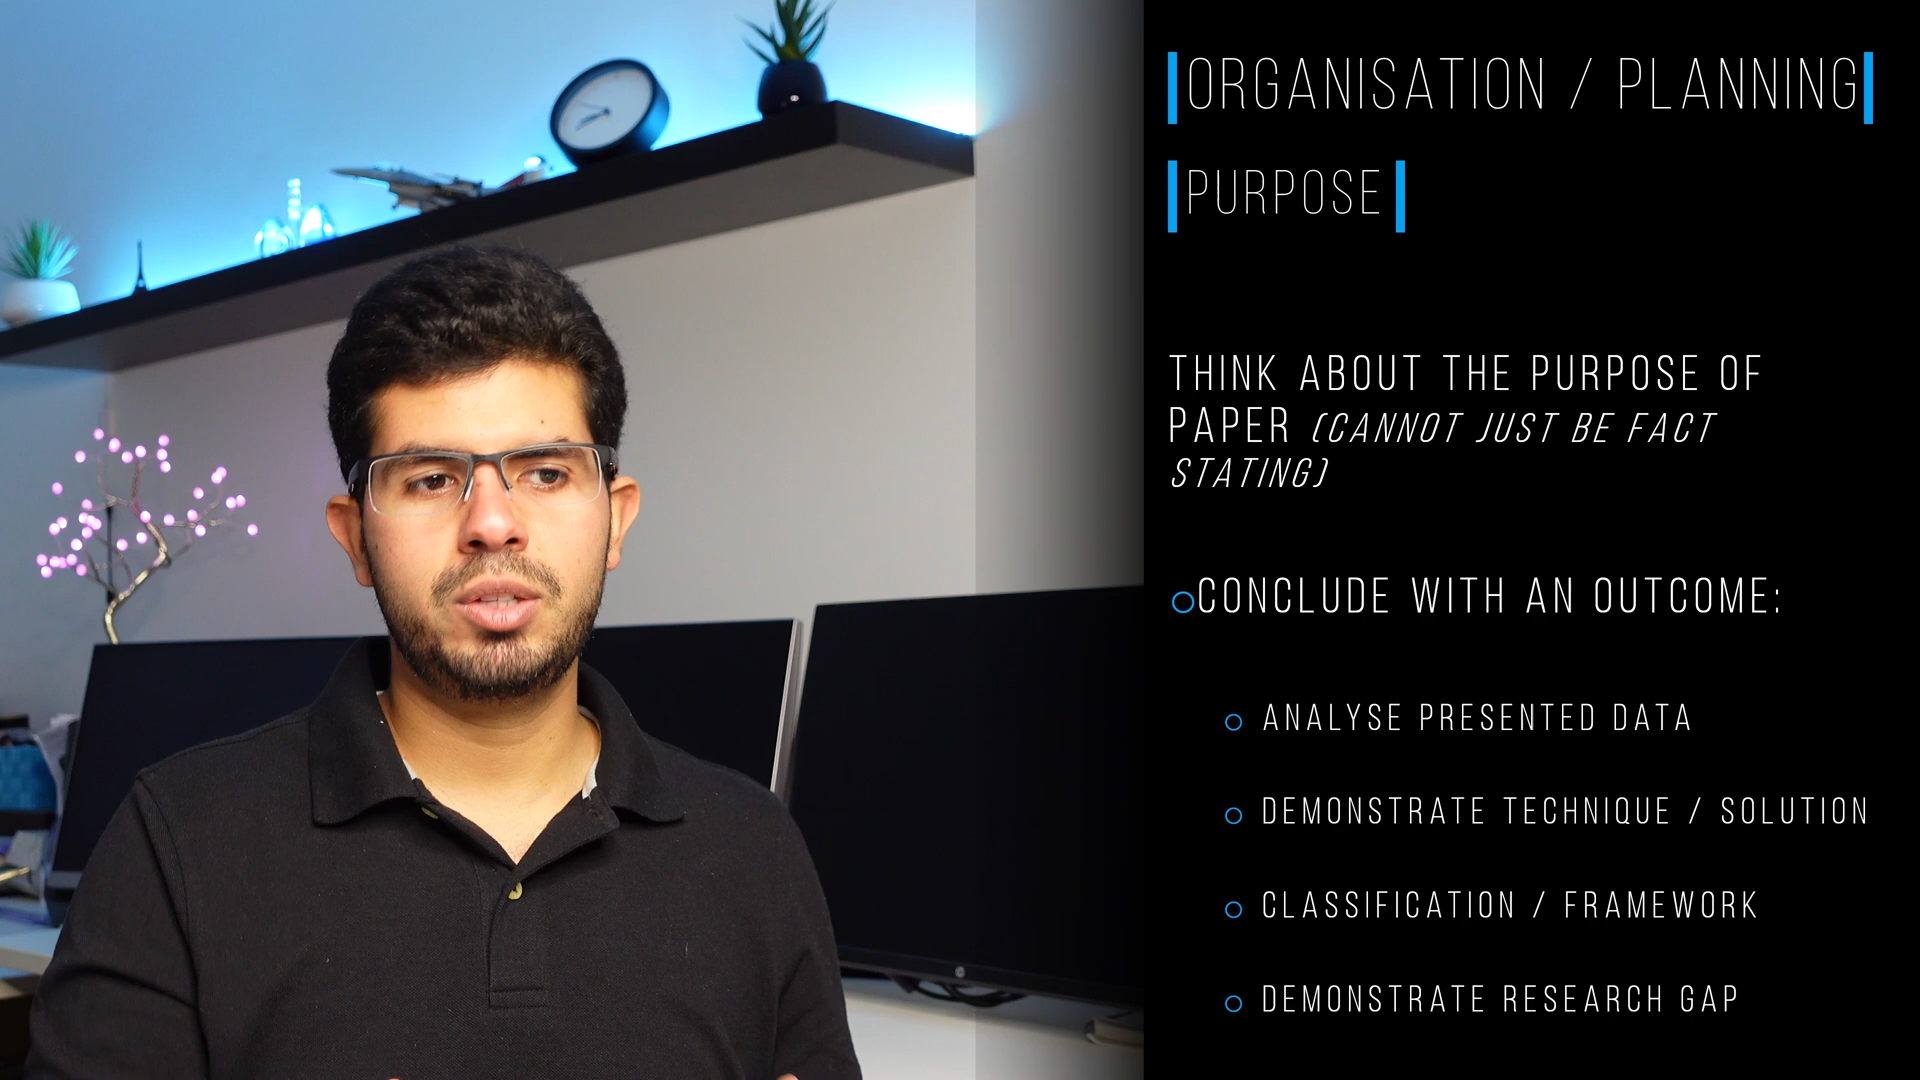 ORGANISATION / PLANNING
PURPOSE
THINK ABOUT THE PURPOSE OF
PAPER (CANNOT JUST BE FACT
STATING)
CONCLUDE WITH AN OUTCOME:
ANALYSE PRESENTED DATA
DEMONSTRATE TECHNIQUE / SOLUTION
CLASSIFICATION / FRAMEWORK
DEMONSTRATE RESEARCH GAP